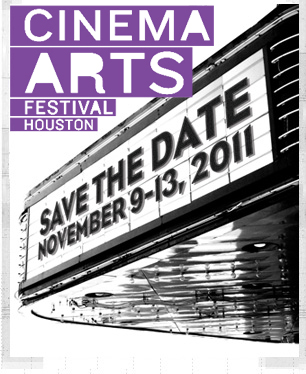 CINEMA
ARTS
FESTIVAL
HOUSTON
SAVE THE DATE
NOVEMBER 9-13, 2011